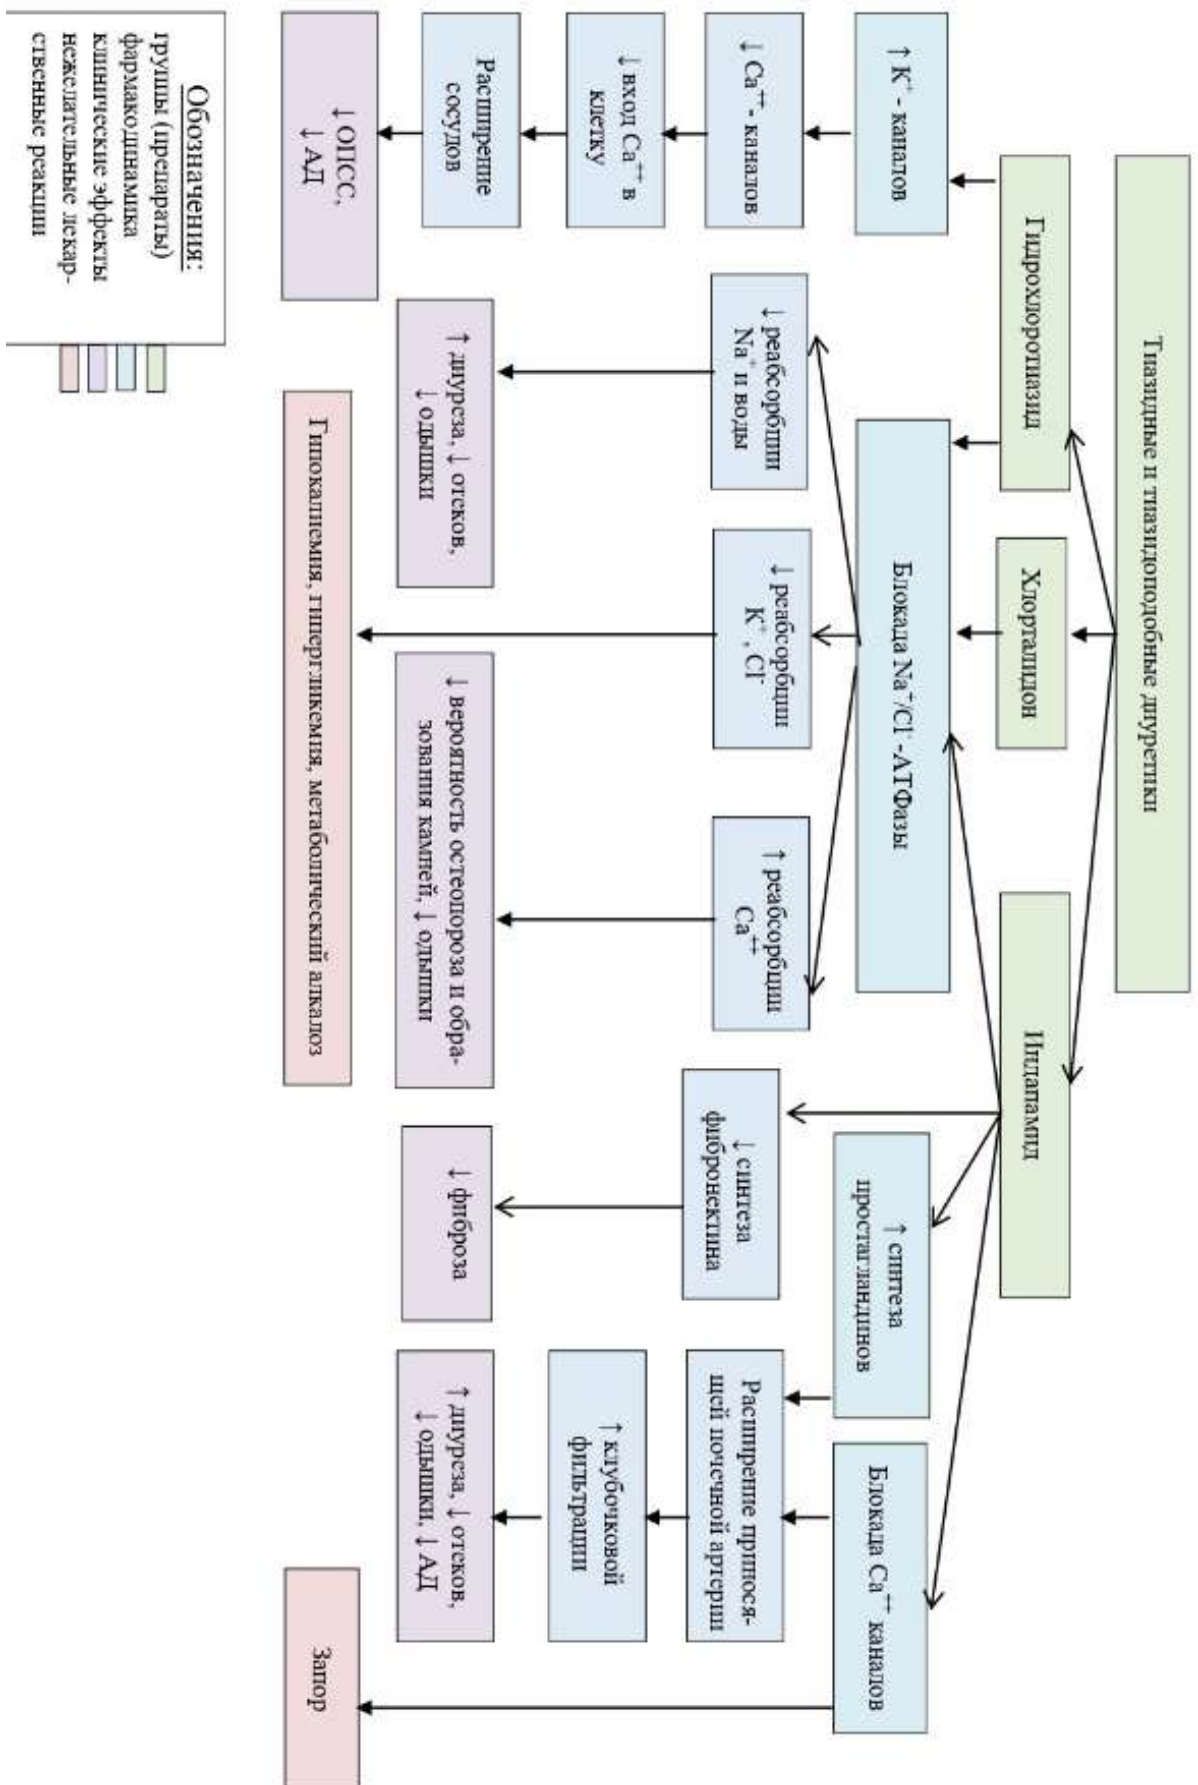 Тиазидные и тиазидоподобные диуретики
Гидрохлоротиазид
Хлорталидон
Индапамид
↑ K⁺ - каналов
Блокада Na⁺/Cl⁻ -АТФазы
↑ синтеза
простагландинов
Блокада Ca⁺⁺ каналов
↓ Ca⁺⁺- каналов
↓ реабсорбции
Na⁺ и воды
↓ реабсорбции
K⁺ , Cl⁻
↑ реабсорбции
Ca⁺⁺
↓ синтеза
фибронектина
Расширение принося-
щей почечной артерии
↓ вход Ca⁺⁺ в
клетку
↑ клубочковой
фильтрации
Расширение
сосудов
↑ диуреза, ↓ отеков,
↓ одышки
↓ вероятность остеопороза и обра-
зования камней, ↓ одышки
↓ фиброза
↑ диуреза, ↓ отеков,
↓ одышки, ↓ АД
↓ ОПСС,
↓ АД
Гипокалиемия, гипергликемия, метаболический алкалоз
Запор
Обозначения:
группы (препараты)
фармакодинамика
клинические эффекты
нежелательные лекар-
ственные реакции